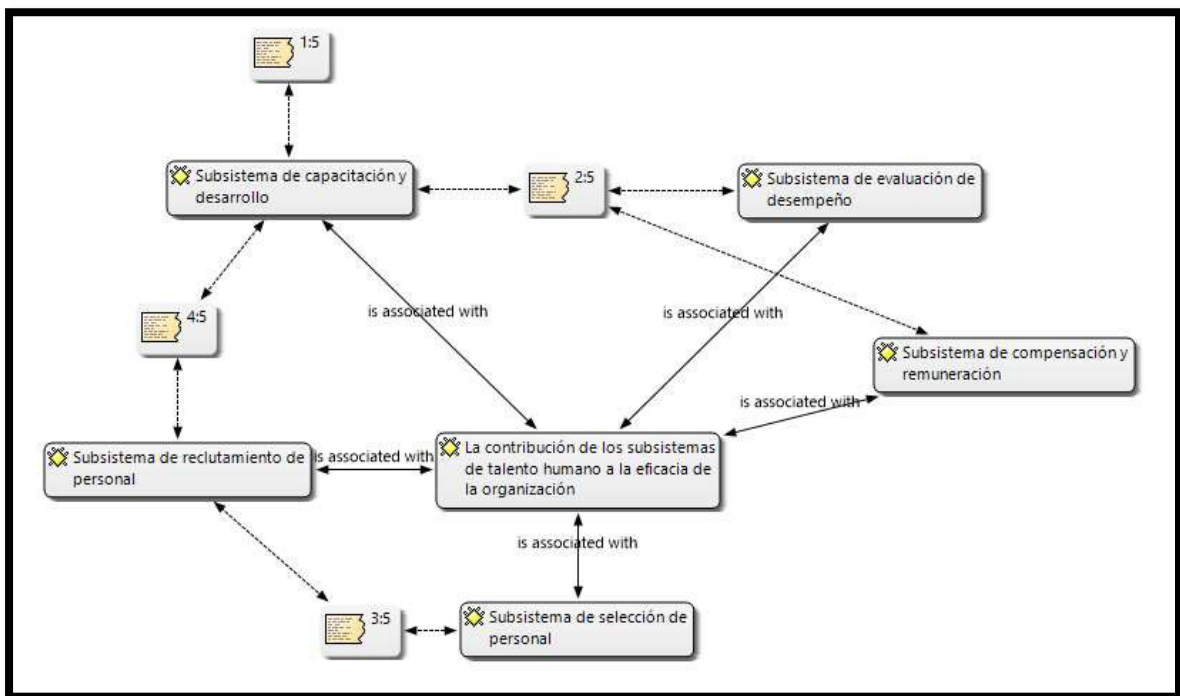 1:5
Subsistema de capacitación y
desarrollo
2:5
Subsistema de evaluación de
desempeño
4:5
is associated with
is associated with
Subsistema de compensación y
remuneración
is associated with
Subsistema de reclutamiento de
personal
is associated with
La contribución de los subsistemas
de talento humano a la eficacia de
la organización
is associated with
3:5
Subsistema de selección de
personal